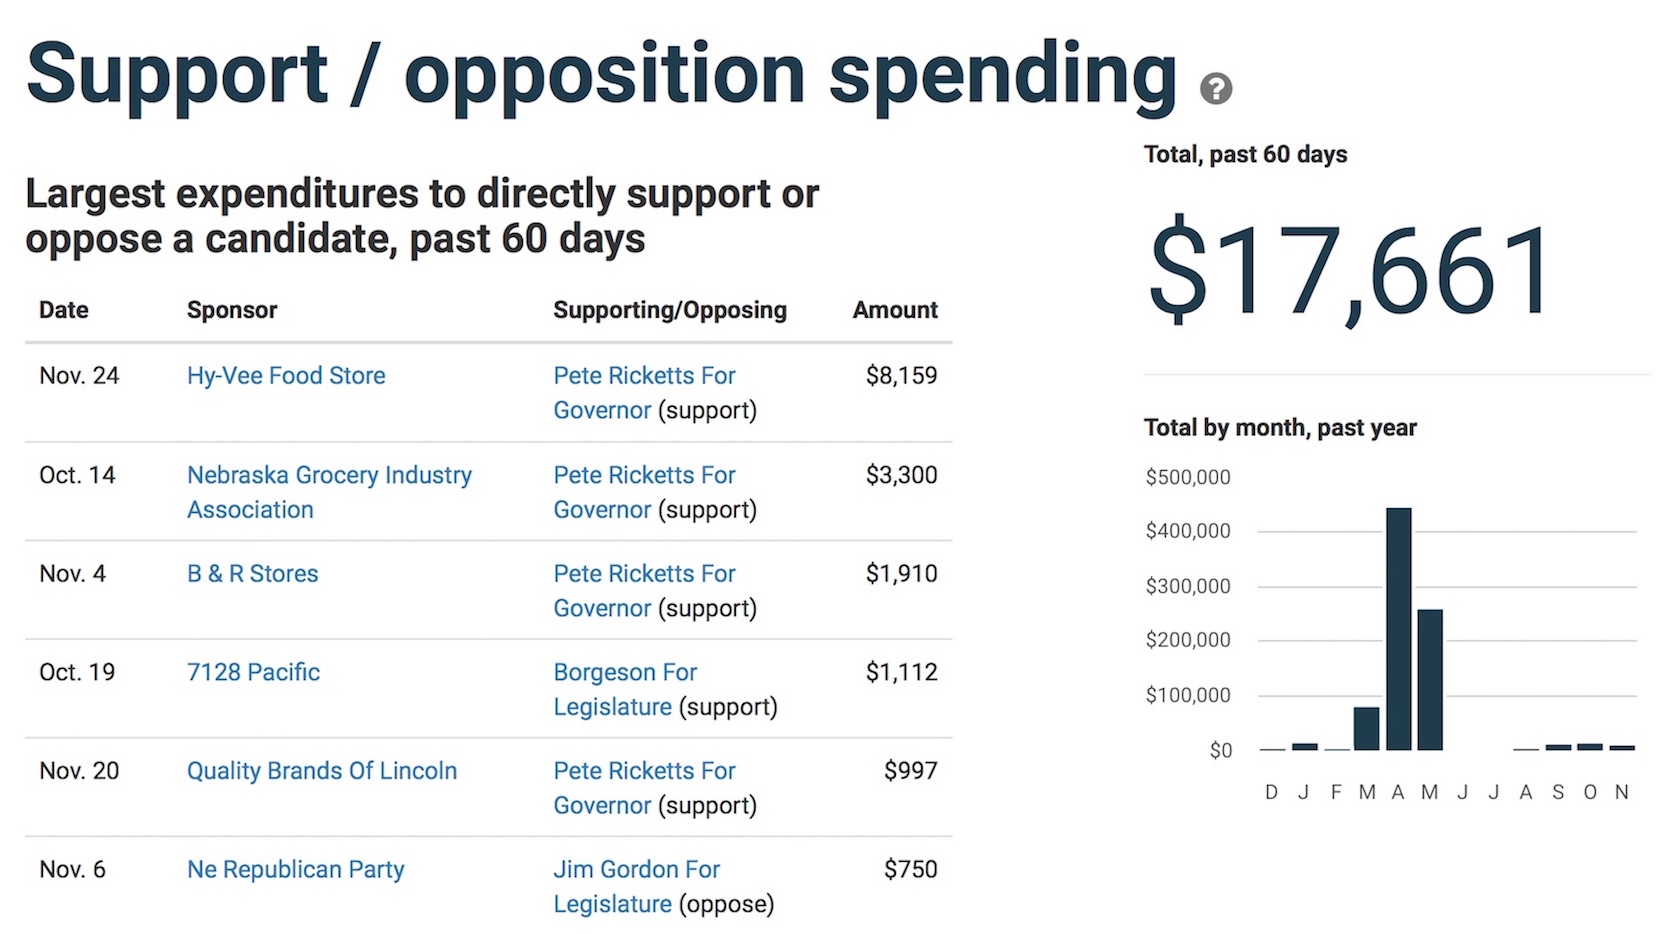 Support / opposition spending ?
Largest expenditures to directly support or
oppose a candidate, past 60 days
Date Sponsor Supporting/Opposing Amount
Nov. 24 Hy-Vee Food Store Pete Ricketts For $8,159
Governor (support)
Oct. 14 Nebraska Grocery Industry Pete Ricketts For $3,300
Association Governor (support)
Nov. 4 B & R Stores Pete Ricketts For $1,910
Governor (support)
Oct. 19 7128 Pacific Borgeson For $1,112
Legislature (support)
Nov. 20 Quality Brands Of Lincoln Pete Ricketts For $997
Governor (support)
Nov. 6 Ne Republican Party Jim Gordon For $750
Legislature (oppose)
Total, past 60 days
$17,661
Total by month, past year
$500,000
$400,000
$300,000
$200,000
$100,000
$0
D J F M A M J J A S O N